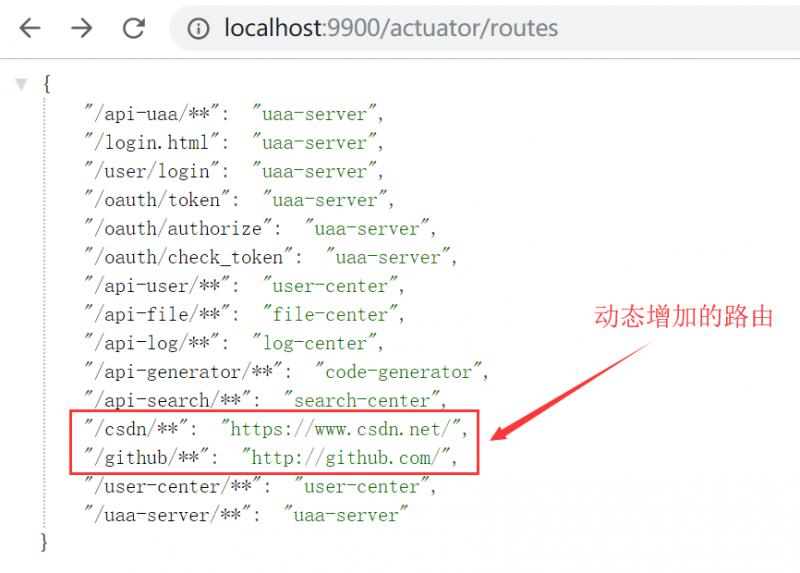 localhost:9900/actuator/routes
{
"/api-uaa/**": "uaa-server",
"/login.html": "uaa-server",
"/user/login": "uaa-server",
"/oauth/token": "uaa-server",
"/oauth/authorize": "uaa-server",
"/oauth/check_token": "uaa-server",
"/api-user/**": "user-center",
"/api-file/**": "file-center",
"/api-log/**": "log-center",
"/api-generator/**": "code-generator",
"/api-search/**": "search-center",
"/csdn/**": "https://www.csdn.net/",
"/github/**": "http://github.com/",
"/user-center/**": "user-center",
"/uaa-server/**": "uaa-server"
}
动态增加的路由